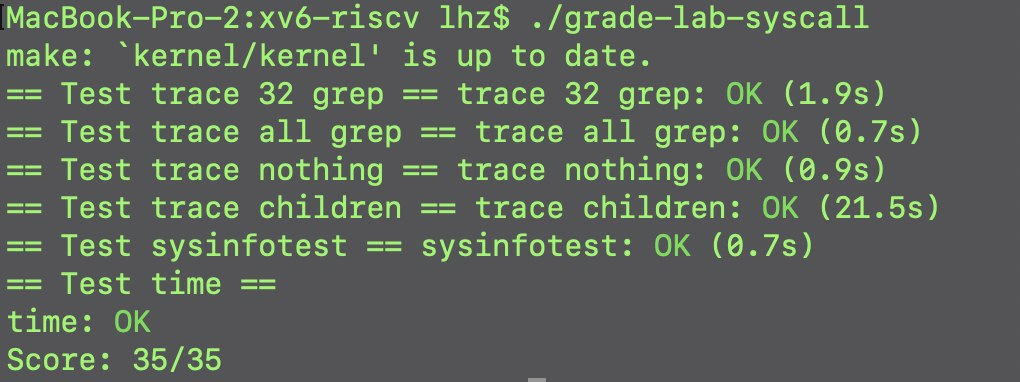 MacBook-Pro-2:xv6-riscv lhz$ ./grade-lab-syscall
make: `kernel/kernel' is up to date.
== Test trace 32 grep == trace 32 grep: OK (1.9s)
== Test trace all grep == trace all grep: OK (0.7s)
== Test trace nothing == trace nothing: OK (0.9s)
== Test trace children == trace children: OK (21.5s)
== Test sysinfotest == sysinfotest: OK (0.7s)
== Test time ==
time: OK
Score: 35/35